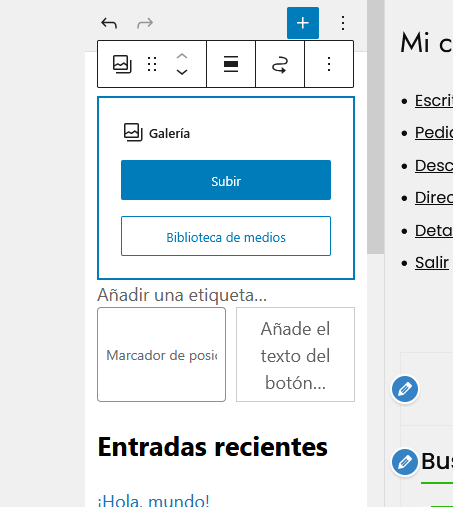 Mi c
Galería
Subir
Biblioteca de medios
Añadir una etiqueta...
Marcador de posic
Añade el
texto del
botón...
Entradas recientes
¡Hola, mundo!
Escrit
Pedid
Desc
Direc
Deta
Salir
Bus